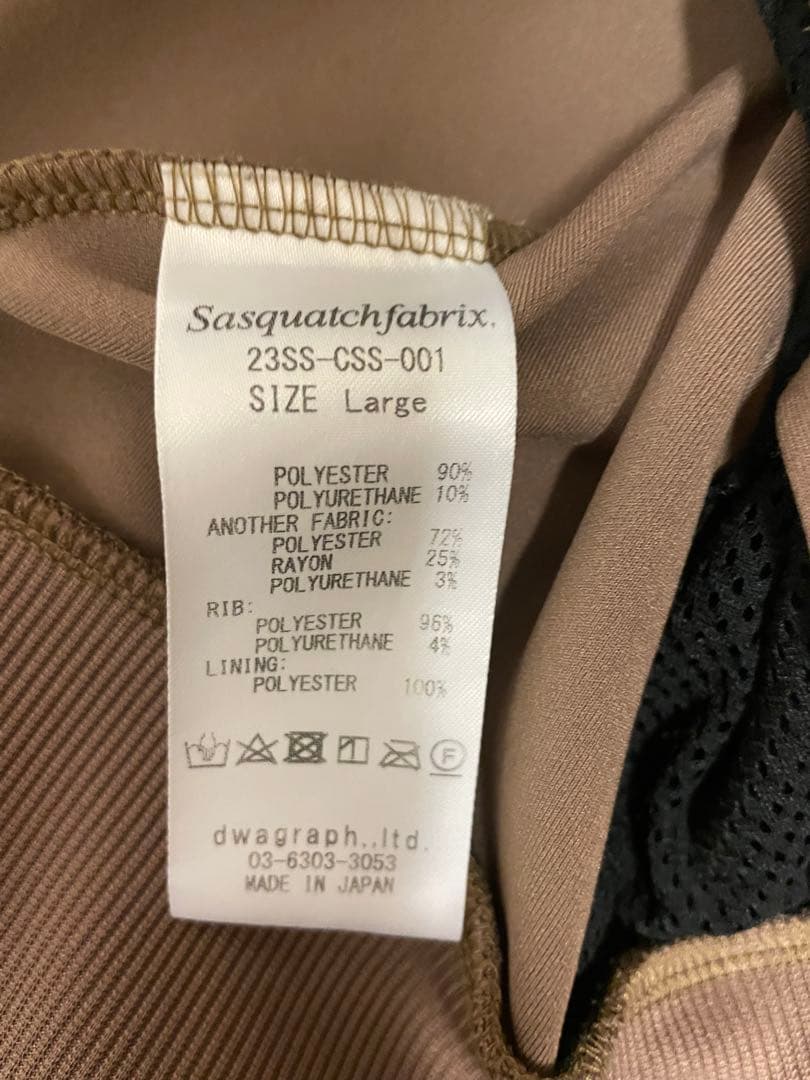 Sasquatchfabrix.
23SS-CSS-001
SIZE Large
POLYESTER 90%
POLYURETHANE 10%
ANOTHER FABRIC:
POLYESTER 72%
RAYON 25%
POLYURETHANE 3%
RIB:
POLYESTER 96%
POLYURETHANE 4%
LINING:
POLYESTER 100%
F
dwagraph.,ltd.
03-6303-3053
MADE IN JAPAN